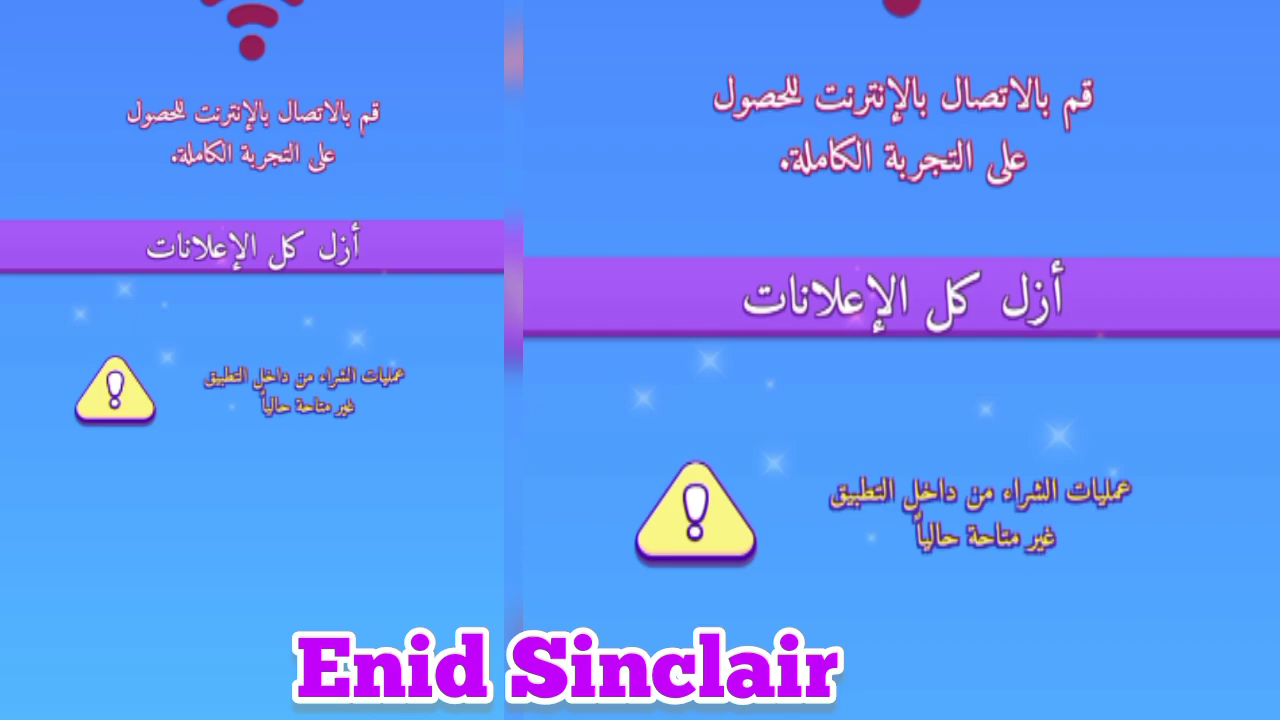 قم بالاتصال بالإنترنت للحصول
على التجربة الكاملة.
أزل كل الإعلانات
عمليات الشراء من داخل التطبيق
غير متاحة حالياً
قم بالاتصال بالإنترنت للحصول
على التجربة الكاملة.
أزل كل الإعلانات
عمليات الشراء من داخل التطبيق
غير متاحة حالياً
Enid Sinclair